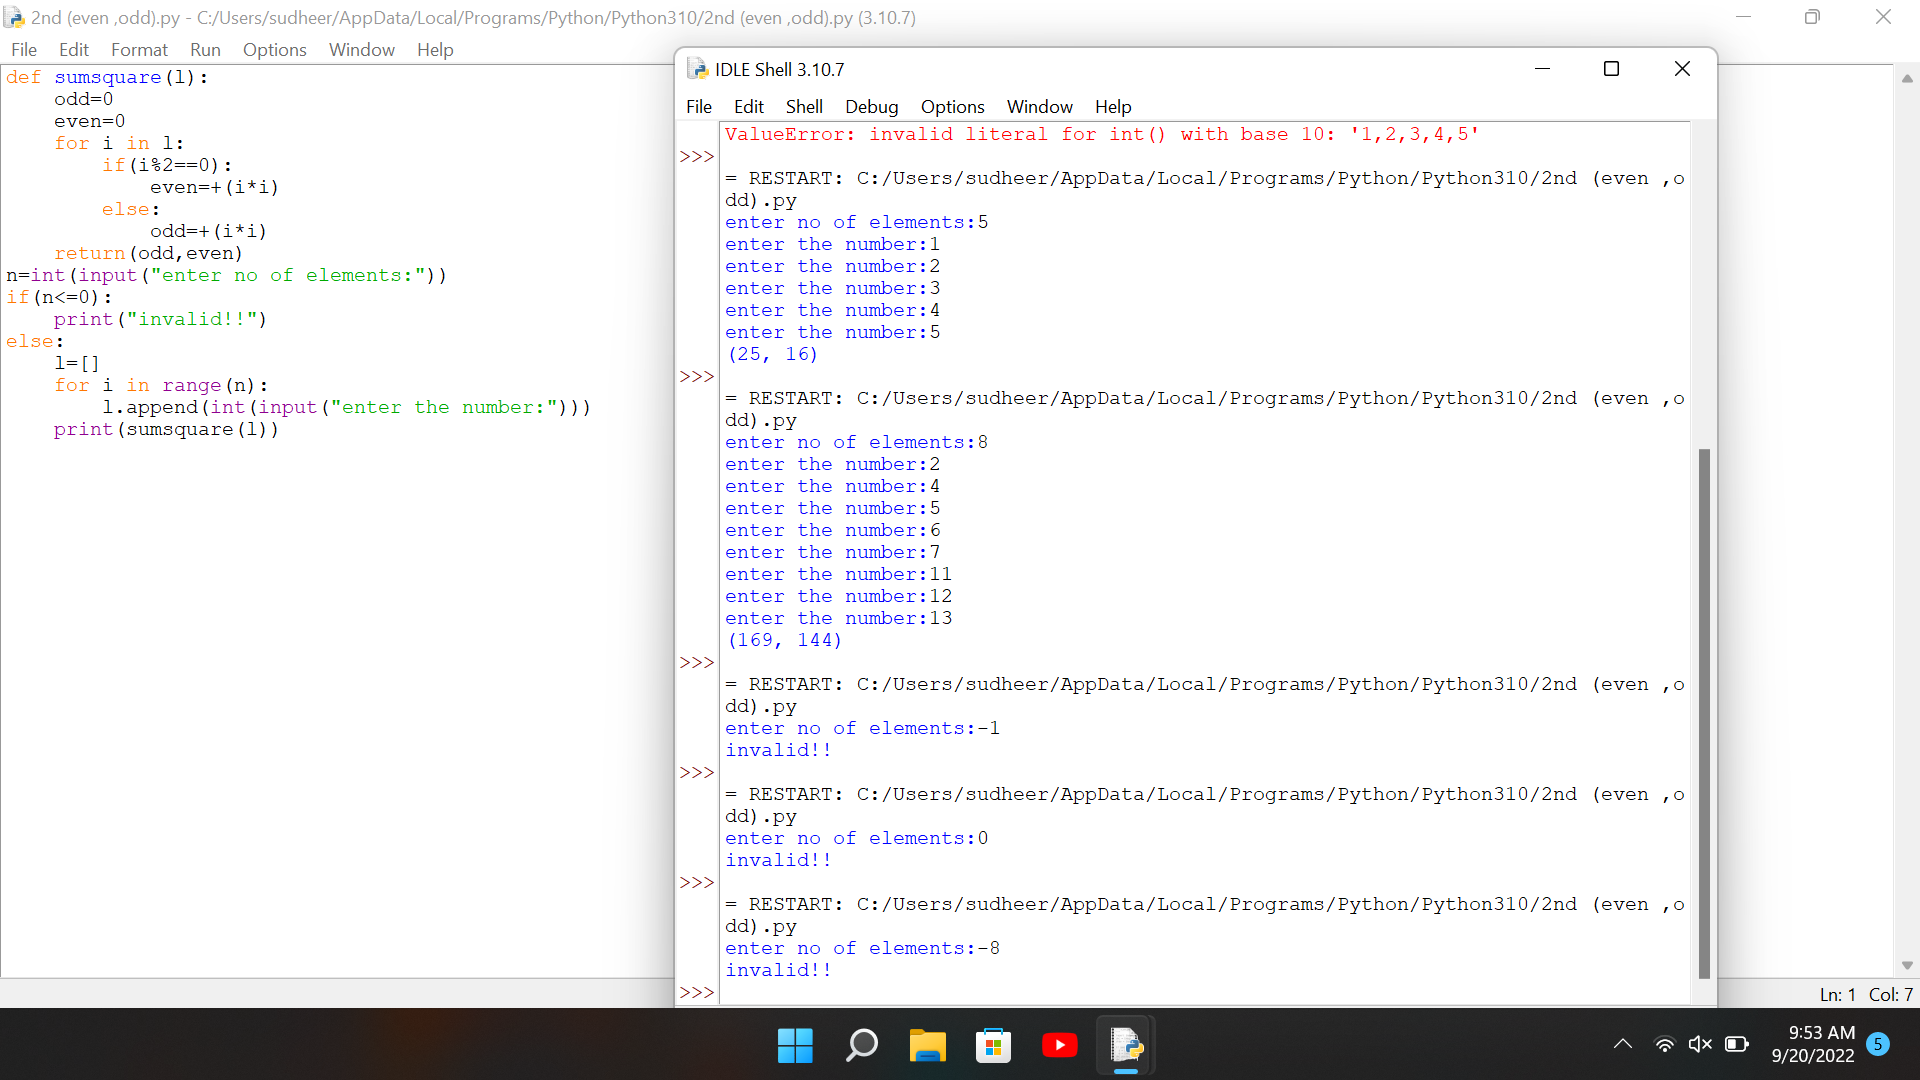 2nd (even ,odd).py - C:/Users/sudheer/AppData/Local/Programs/Python/Python310/2nd (even ,odd).py (3.10.7)
File Edit Format Run Options Window Help
def sumsquare(l):
    odd=0
    even=0
    for i in l:
        if(i%2==0):
            even=+(i*i)
        else:
            odd=+(i*i)
    return(odd,even)
n=int(input("enter no of elements:"))
if(n<=0):
    print("invalid!!")
else:
    l=[]
    for i in range(n):
        l.append(int(input("enter the number:")))
    print(sumsquare(l))
IDLE Shell 3.10.7
File Edit Shell Debug Options Window Help
ValueError: invalid literal for int() with base 10: '1,2,3,4,5'
>>>
= RESTART: C:/Users/sudheer/AppData/Local/Programs/Python/Python310/2nd (even ,o
dd).py
enter no of elements:5
enter the number:1
enter the number:2
enter the number:3
enter the number:4
enter the number:5
(25, 16)
>>>
= RESTART: C:/Users/sudheer/AppData/Local/Programs/Python/Python310/2nd (even ,o
dd).py
enter no of elements:8
enter the number:2
enter the number:4
enter the number:5
enter the number:6
enter the number:7
enter the number:11
enter the number:12
enter the number:13
(169, 144)
>>>
= RESTART: C:/Users/sudheer/AppData/Local/Programs/Python/Python310/2nd (even ,o
dd).py
enter no of elements:-1
invalid!!
>>>
= RESTART: C:/Users/sudheer/AppData/Local/Programs/Python/Python310/2nd (even ,o
dd).py
enter no of elements:0
invalid!!
>>>
= RESTART: C:/Users/sudheer/AppData/Local/Programs/Python/Python310/2nd (even ,o
dd).py
enter no of elements:-8
invalid!!
>>>
Ln: 1 Col: 7
9:53 AM
9/20/2022
5